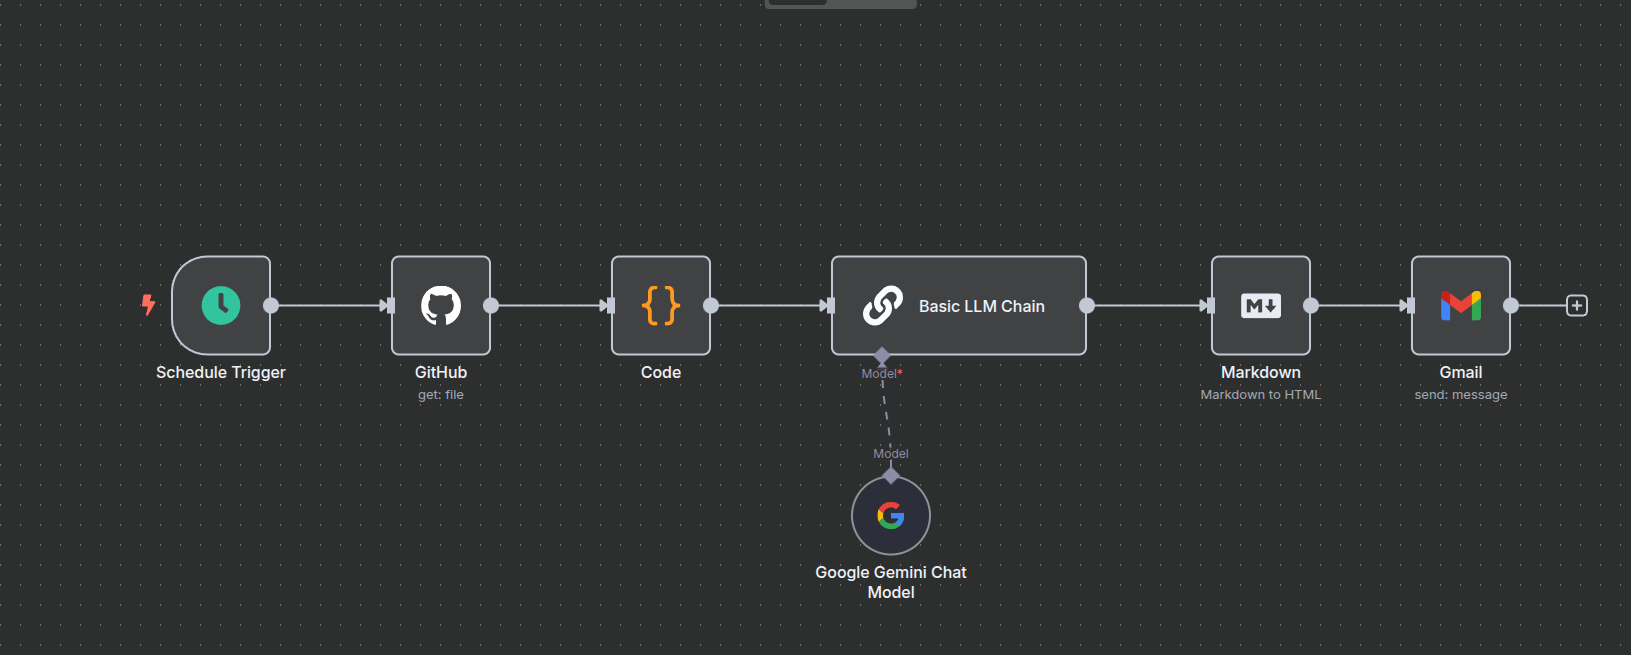 Basic LLM Chain
Schedule Trigger
GitHub
get: file
Code
Model*
Markdown
Markdown to HTML
Gmail
send: message
Model
Google Gemini Chat
Model